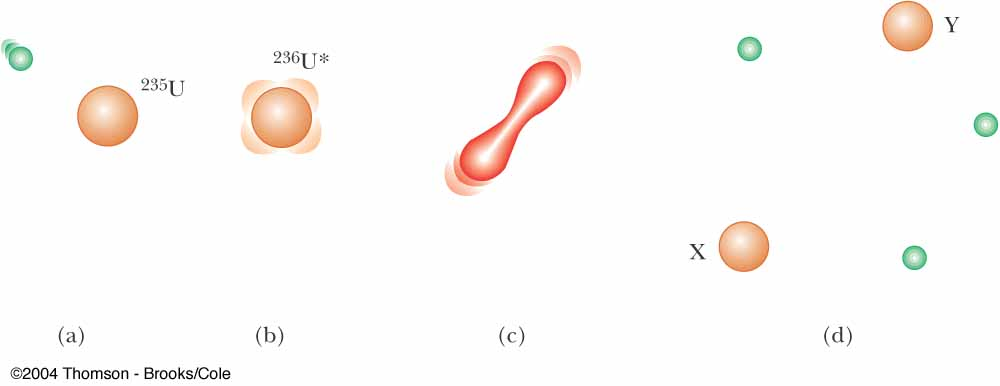 Y
²³⁶U*
²³⁵U
X
(a) (b) (c) (d)
©2004 Thomson - Brooks/Cole